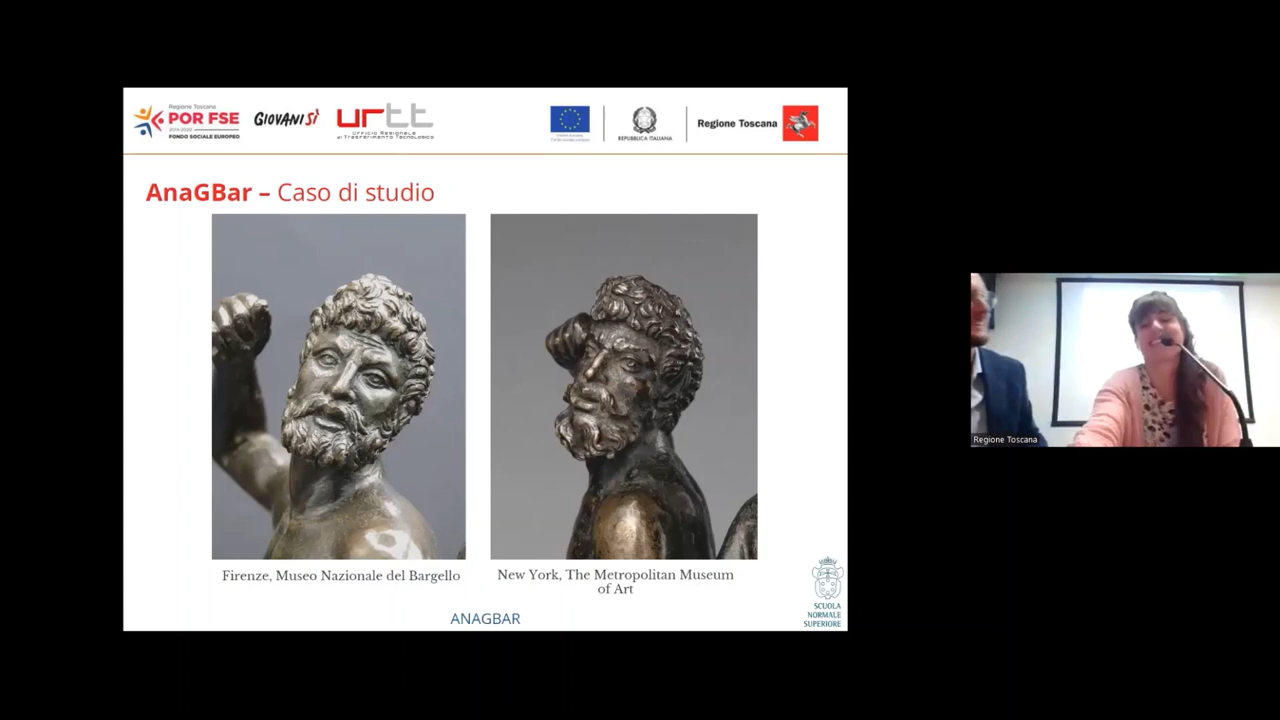 Regione Toscana
POR FSE
2014-2020
FONDO SOCIALE EUROPEO
GIOVANISÌ
urtt
Ufficio Regionale
di Trasferimento Tecnologico
REPUBBLICA ITALIANA
Regione Toscana
AnaGBar – Caso di studio
Firenze, Museo Nazionale del Bargello
New York, The Metropolitan Museum
of Art
ANAGBAR
SCUOLA
NORMALE
SUPERIORE
Regione Toscana